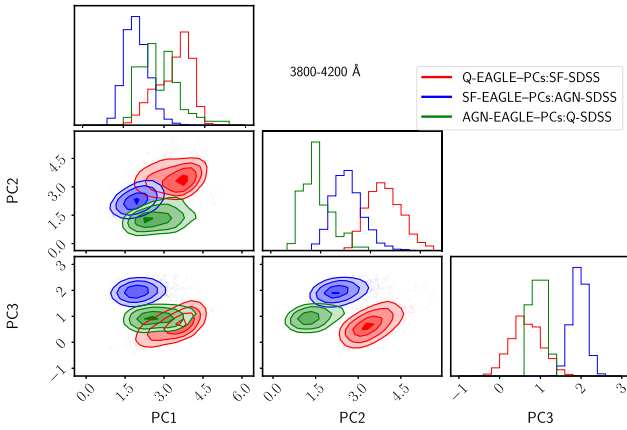 3800-4200 Å
Q-EAGLE–PCs:SF-SDSS
SF-EAGLE–PCs:AGN-SDSS
AGN-EAGLE–PCs:Q-SDSS
PC2
4.5
3.0
1.5
0.0
PC3
3
2
1
0
−1
0.0 1.5 3.0 4.5 6.0
0.0 1.5 3.0 4.5
−1 0 1 2 3
PC1 PC2 PC3